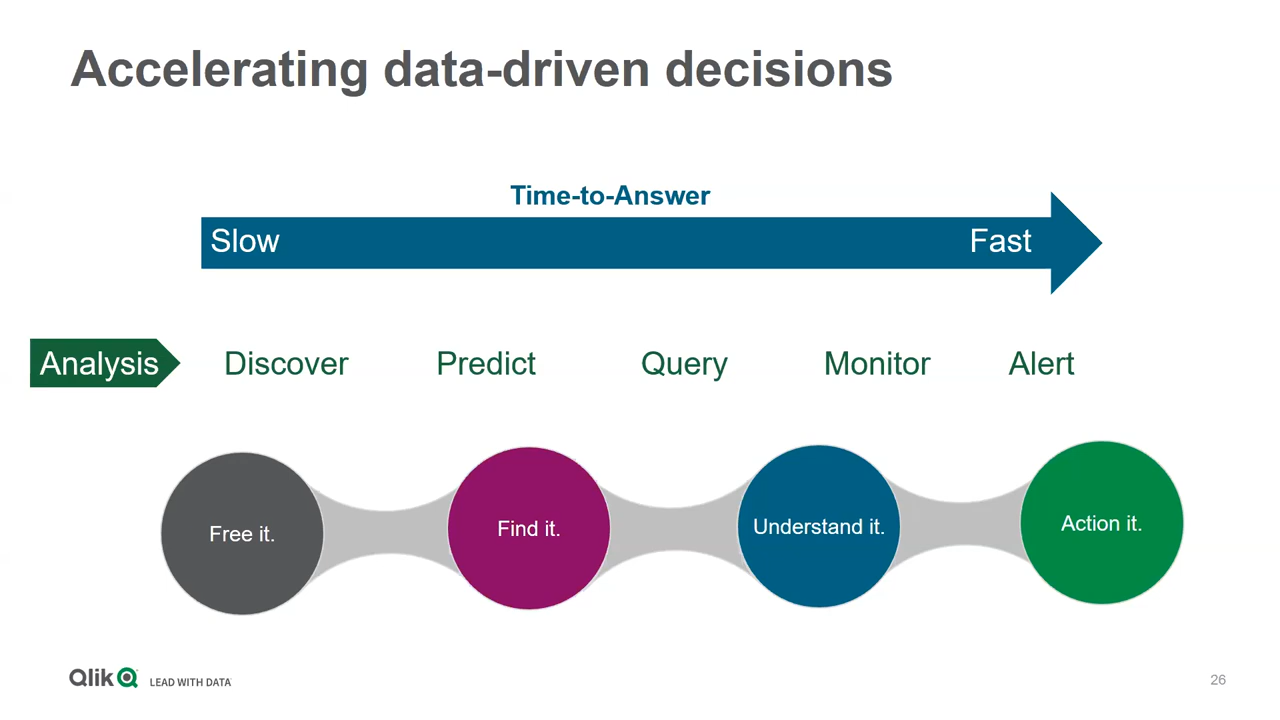 Accelerating data-driven decisions
Time-to-Answer
Slow Fast
Analysis Discover Predict Query Monitor Alert
Free it. Find it. Understand it. Action it.
Qlik LEAD WITH DATA 26